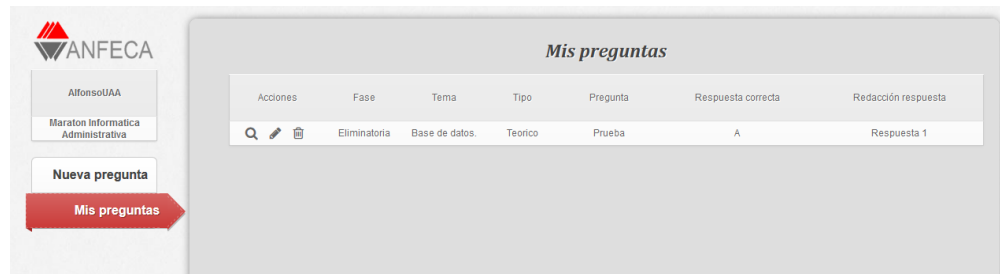 ANFECA
AlfonsoUAA
Maraton Informatica
Administrativa
Nueva pregunta
Mis preguntas
Mis preguntas
Acciones Fase Tema Tipo Pregunta Respuesta correcta Redacción respuesta
Eliminatoria Base de datos. Teorico Prueba A Respuesta 1